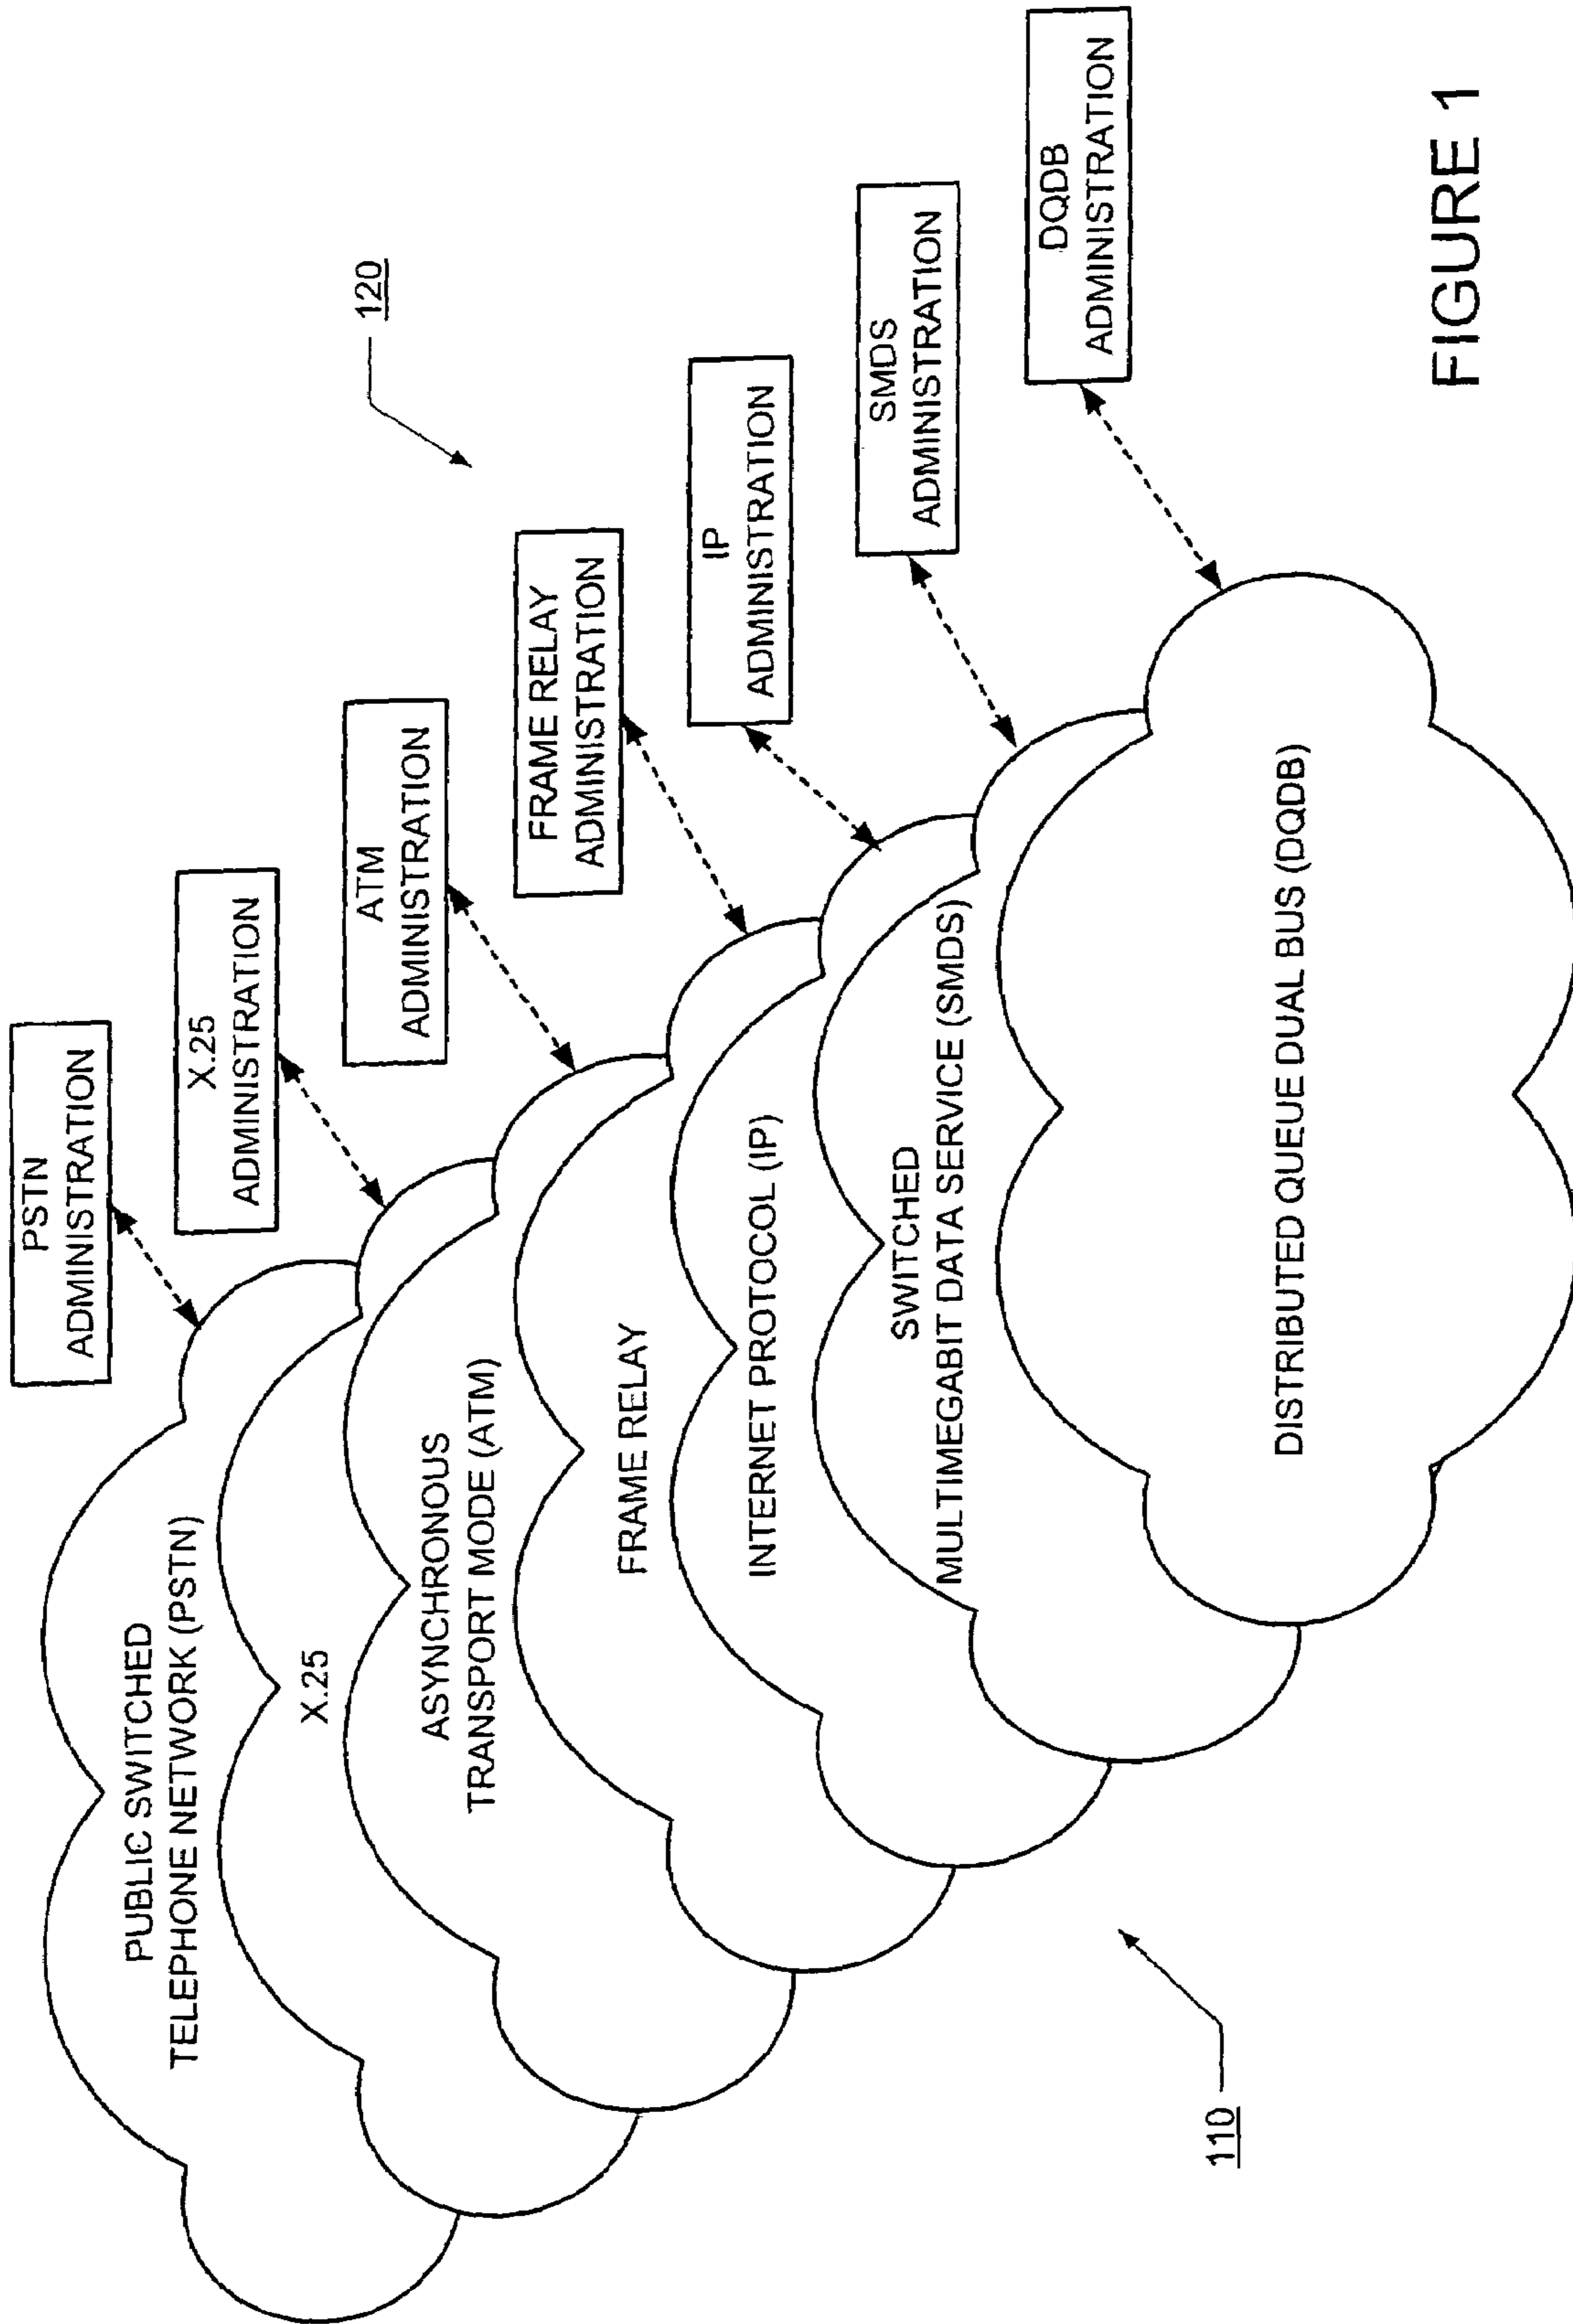 PUBLIC SWITCHED
TELEPHONE NETWORK (PSTN)
X.25
ASYNCHRONOUS
TRANSPORT MODE (ATM)
FRAME RELAY
INTERNET PROTOCOL (IP)
SWITCHED
MULTIMEGABIT DATA SERVICE (SMDS)
DISTRIBUTED QUEUE DUAL BUS (DQDB)
110
PSTN
ADMINISTRATION
X.25
ADMINISTRATION
ATM
ADMINISTRATION
FRAME RELAY
ADMINISTRATION
IP
ADMINISTRATION
SMDS
ADMINISTRATION
DQDB
ADMINISTRATION
120
FIGURE 1